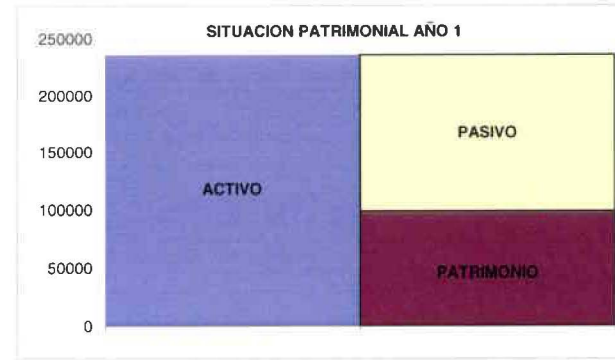 SITUACION PATRIMONIAL AÑO 1
250000
200000
150000
100000
50000
0
ACTIVO
PASIVO
PATRIMONIO